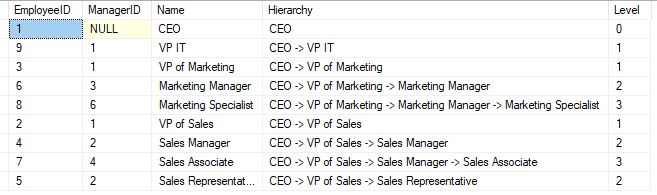 EmployeeID ManagerID Name Hierarchy Level
1 NULL CEO CEO 0
9 1 VP IT CEO -> VP IT 1
3 1 VP of Marketing CEO -> VP of Marketing 1
6 3 Marketing Manager CEO -> VP of Marketing -> Marketing Manager 2
8 6 Marketing Specialist CEO -> VP of Marketing -> Marketing Manager -> Marketing Specialist 3
2 1 VP of Sales CEO -> VP of Sales 1
4 2 Sales Manager CEO -> VP of Sales -> Sales Manager 2
7 4 Sales Associate CEO -> VP of Sales -> Sales Manager -> Sales Associate 3
5 2 Sales Representat... CEO -> VP of Sales -> Sales Representative 2